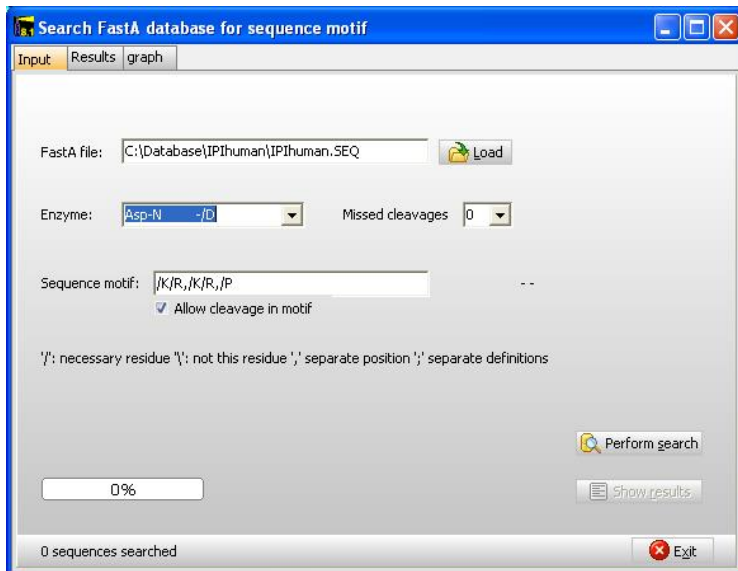 Search FastA database for sequence motif
Input Results graph
FastA file: C:\Database\IPIhuman\IPIhuman.SEQ Load
Enzyme: Asp-N -/D Missed cleavages 0
Sequence motif: /K/R,/K/R,/P - -
Allow cleavage in motif
'/': necessary residue '\': not this residue ',' separate position ';' separate definitions
Perform search
0% Show results
0 sequences searched Exit